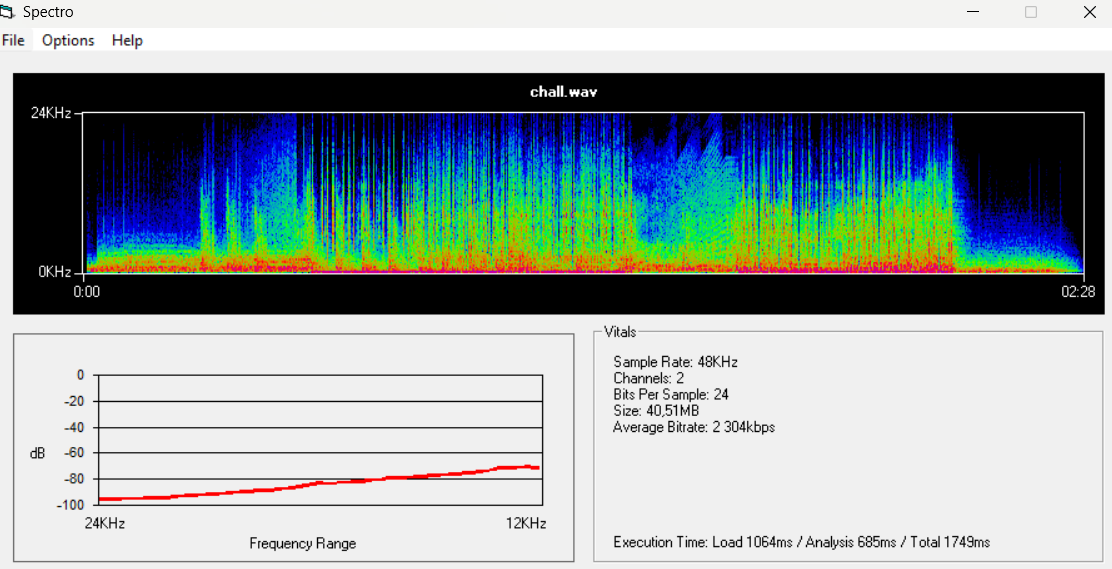 Spectro
File Options Help
chall.wav
24KHz
0KHz
0:00 02:28
Vitals
Sample Rate: 48KHz
Channels: 2
Bits Per Sample: 24
Size: 40,51MB
Average Bitrate: 2 304kbps
0
-20
-40
dB -60
-80
-100
24KHz 12KHz
Frequency Range
Execution Time: Load 1064ms / Analysis 685ms / Total 1749ms